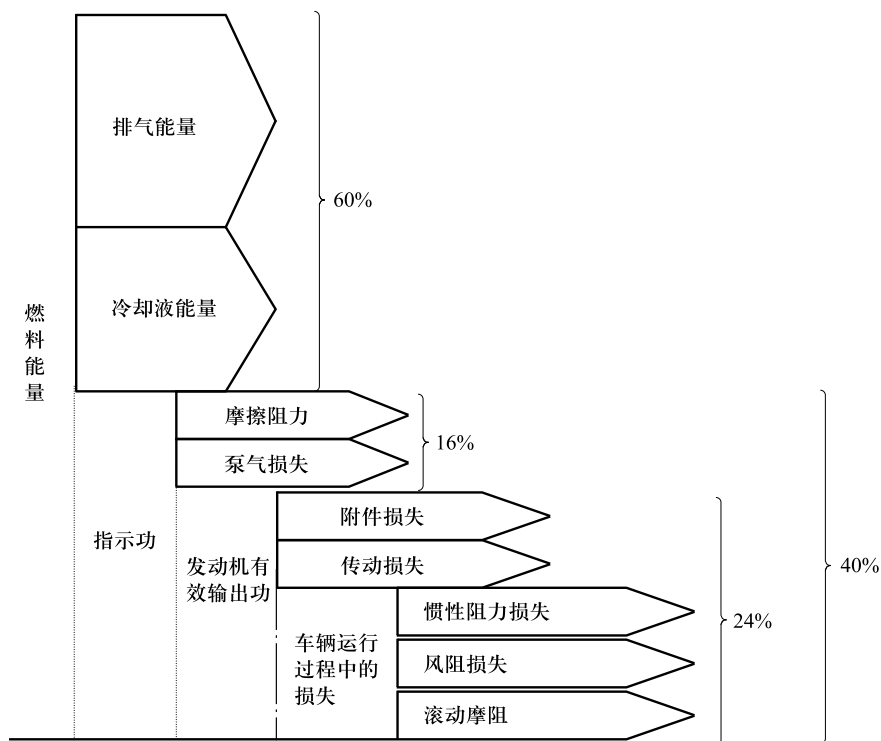 排气能量
60%
冷却液能量
燃
料
能
量
摩擦阻力
16%
泵气损失
附件损失
指示功
发动机有
效输出功
传动损失
40%
惯性阻力损失
24%
车辆运行
过程中的
损失
风阻损失
滚动摩阻